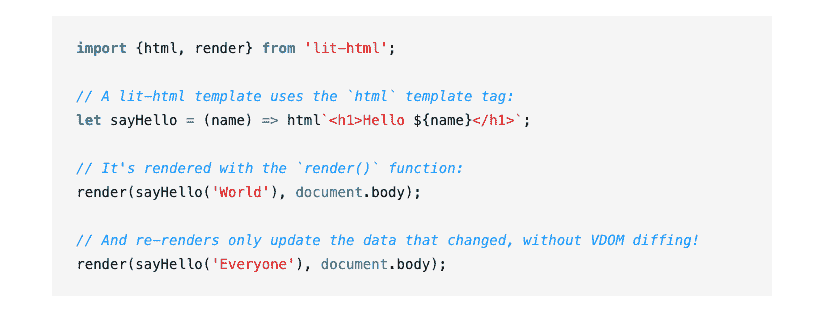 import {html, render} from 'lit-html';
// A lit-html template uses the `html` template tag:
let sayHello = (name) => html`<h1>Hello ${name}</h1>`;
// It's rendered with the `render()` function:
render(sayHello('World'), document.body);
// And re-renders only update the data that changed, without VDOM diffing!
render(sayHello('Everyone'), document.body);